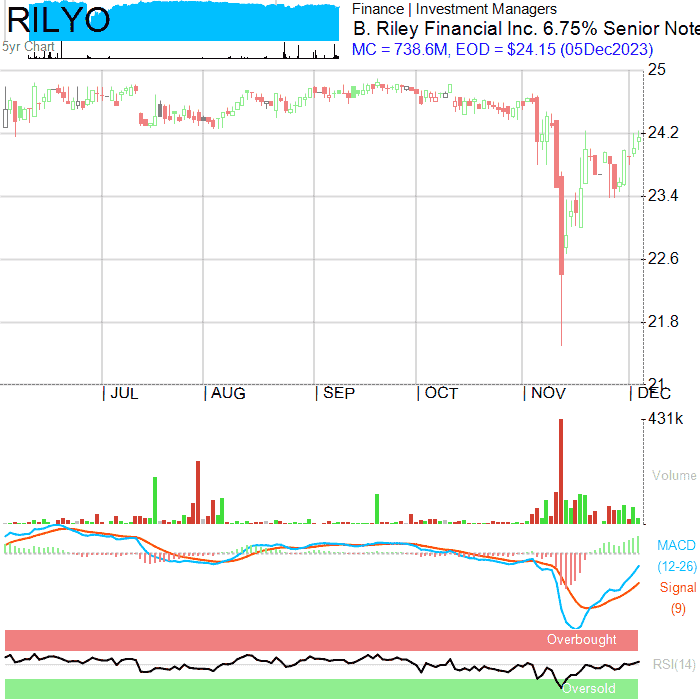 RILYO
5yr Chart
Finance | Investment Managers
B. Riley Financial Inc. 6.75% Senior Note
MC = 738.6M, EOD = $24.15 (05Dec2023)
25
24.2
23.4
22.6
21.8
21
| JUL | AUG | SEP | OCT | NOV | DEC
431k
Volume
MACD
(12-26)
Signal
(9)
Overbought
RSI(14)
Oversold